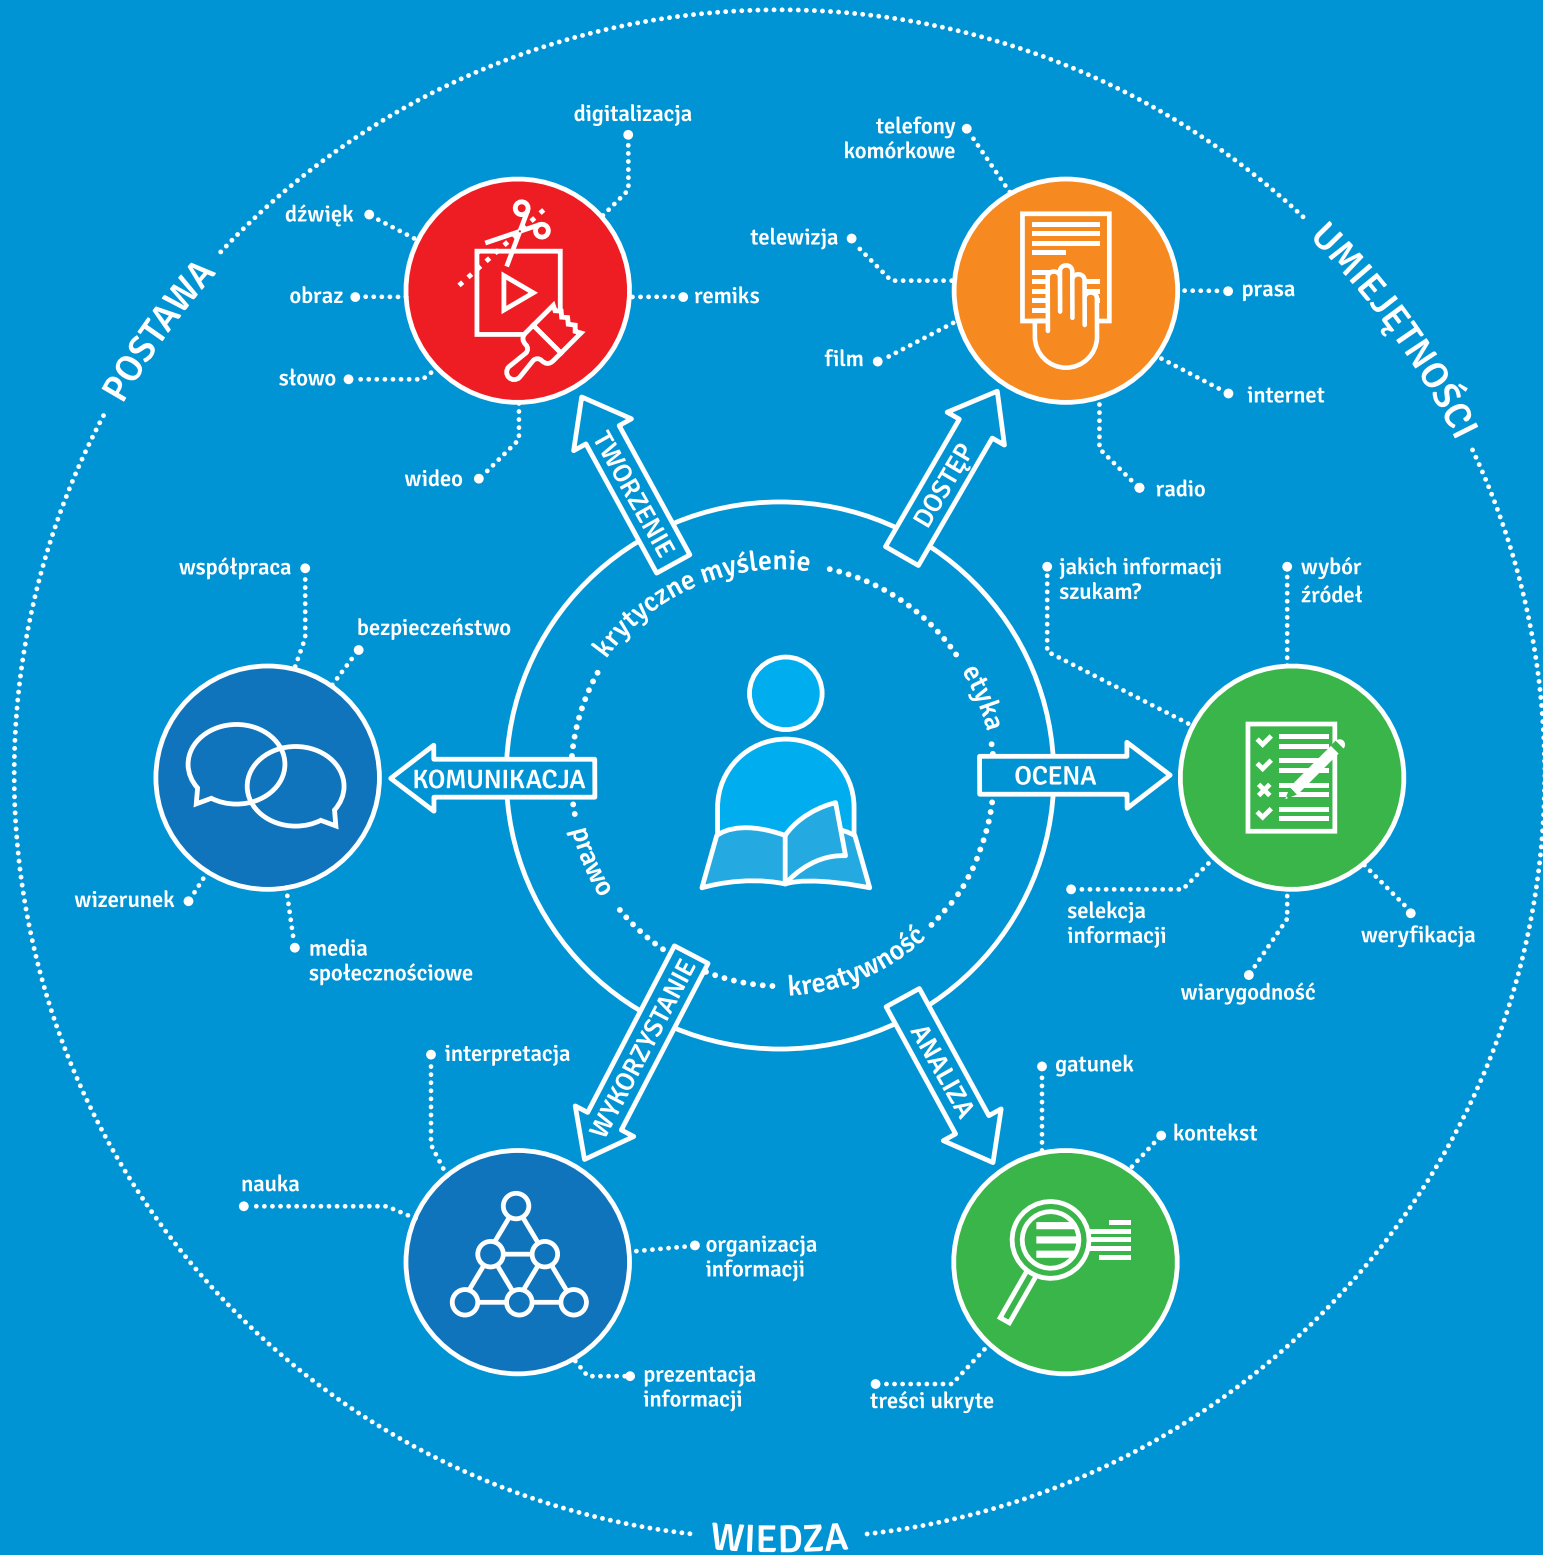 digitalizacja
dźwięk
obraz
słowo
wideo
remiks
telefony
komórkowe
telewizja
film
prasa
internet
radio
POSTAWA
UMIEJĘTNOŚCI
TWORZENIE
DOSTĘP
współpraca
bezpieczeństwo
krytyczne myślenie
etyka
jakich informacji
szukam?
wybór
źródeł
KOMUNIKACJA
OCENA
prawo
kreatywność
wizerunek
media
społecznościowe
selekcja
informacji
wiarygodność
weryfikacja
WYKORZYSTANIE
ANALIZA
interpretacja
nauka
organizacja
informacji
prezentacja
informacji
gatunek
kontekst
treści ukryte
WIEDZA